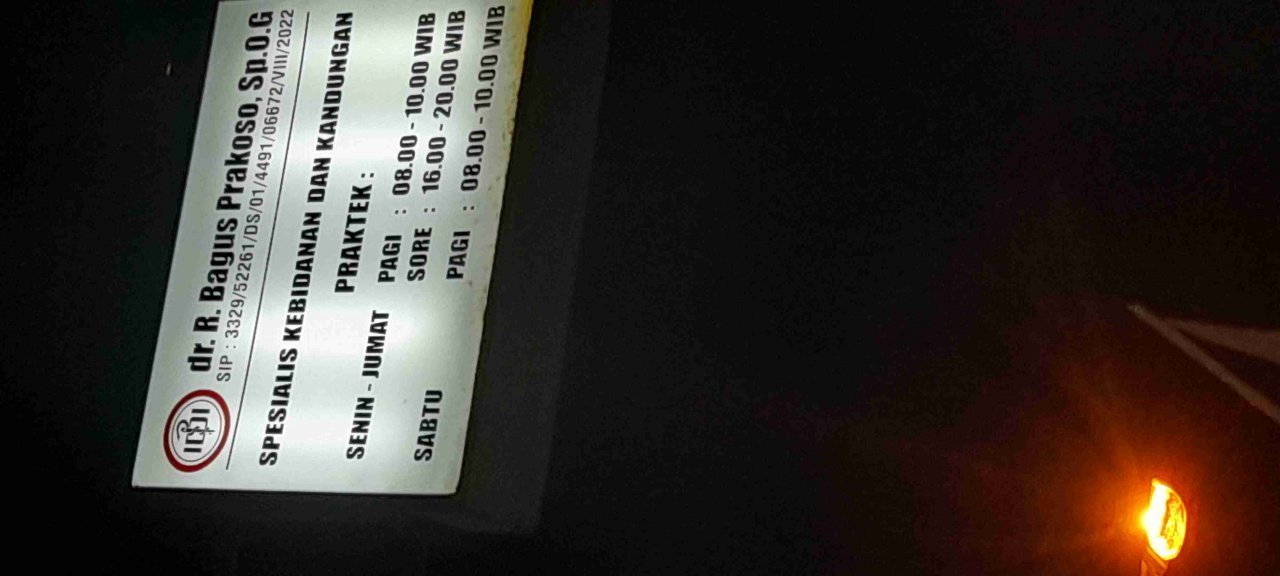 IDI
dr. R. Bagus Prakoso, Sp.O.G
SIP : 3329/52261/DS/01/4491/06672/VIII/2022
SPESIALIS KEBIDANAN DAN KANDUNGAN
PRAKTEK :
SENIN - JUMAT PAGI : 08.00 - 10.00 WIB
SORE : 16.00 - 20.00 WIB
SABTU PAGI : 08.00 - 10.00 WIB